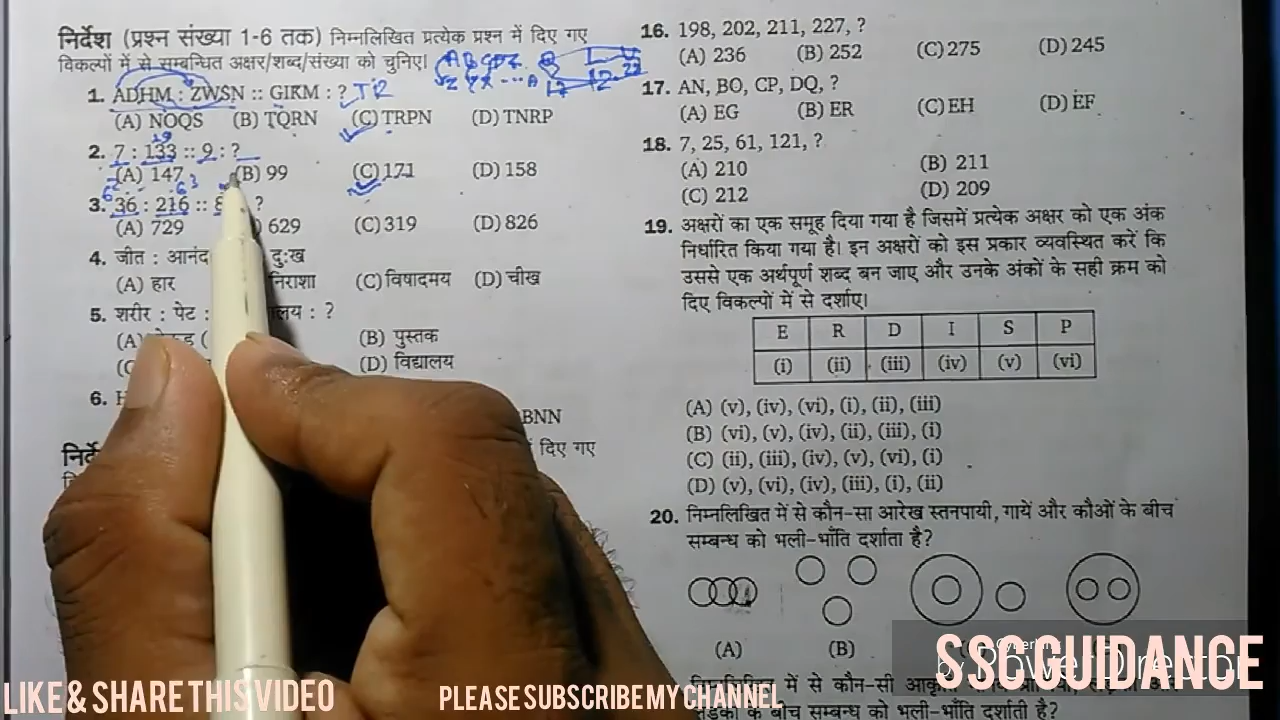 निर्देश (प्रश्न संख्या 1-6 तक) निम्नलिखित प्रत्येक प्रश्न में दिए गए
विकल्पों में से सम्बन्धित अक्षर/शब्द/संख्या को चुनिए।
1. ADHM : ZWSN :: GIKM : ?
(A) NOQS (B) TQRN (C) TRPN (D) TNRP
2. 7 : 133 :: 9 : ?
(A) 147 (B) 99 (C) 171 (D) 158
3. 36 : 216 :: ?
(A) 729 629 (C) 319 (D) 826
4. जीत : आनंद दुःख
(A) हार निराशा (C) विषादमय (D) चीख
5. शरीर : पेट : ?
(B) पुस्तक
(D) विद्यालय
6.
BNN
दिए गए
16. 198, 202, 211, 227, ?
(A) 236 (B) 252 (C) 275 (D) 245
17. AN, BO, CP, DQ, ?
(A) EG (B) ER (C) EH (D) EF
18. 7, 25, 61, 121, ?
(A) 210 (B) 211
(C) 212 (D) 209
19. अक्षरों का एक समूह दिया गया है जिसमें प्रत्येक अक्षर को एक अंक
निर्धारित किया गया है। इन अक्षरों को इस प्रकार व्यवस्थित करें कि
उससे एक अर्थपूर्ण शब्द बन जाए और उनके अंकों के सही क्रम को
दिए विकल्पों में से दर्शाए।
E R D I S P
(i) (ii) (iii) (iv) (v) (vi)
(A) (v), (iv), (vi), (i), (ii), (iii)
(B) (vi), (v), (iv), (ii), (iii), (i)
(C) (ii), (iii), (iv), (v), (vi), (i)
(D) (v), (vi), (iv), (iii), (i), (ii)
20. निम्नलिखित में से कौन-सा आरेख स्तनपायी, गायें और कौओं के बीच
सम्बन्ध को भली-भाँति दर्शाता है?
(A) (B)
निम्नलिखित में से कौन-सी
के बीच सम्बन्ध को भली-भाँति दर्शाती है?
SSC GUIDANCE
LIKE & SHARE THIS VIDEO
PLEASE SUBSCRIBE MY CHANNEL